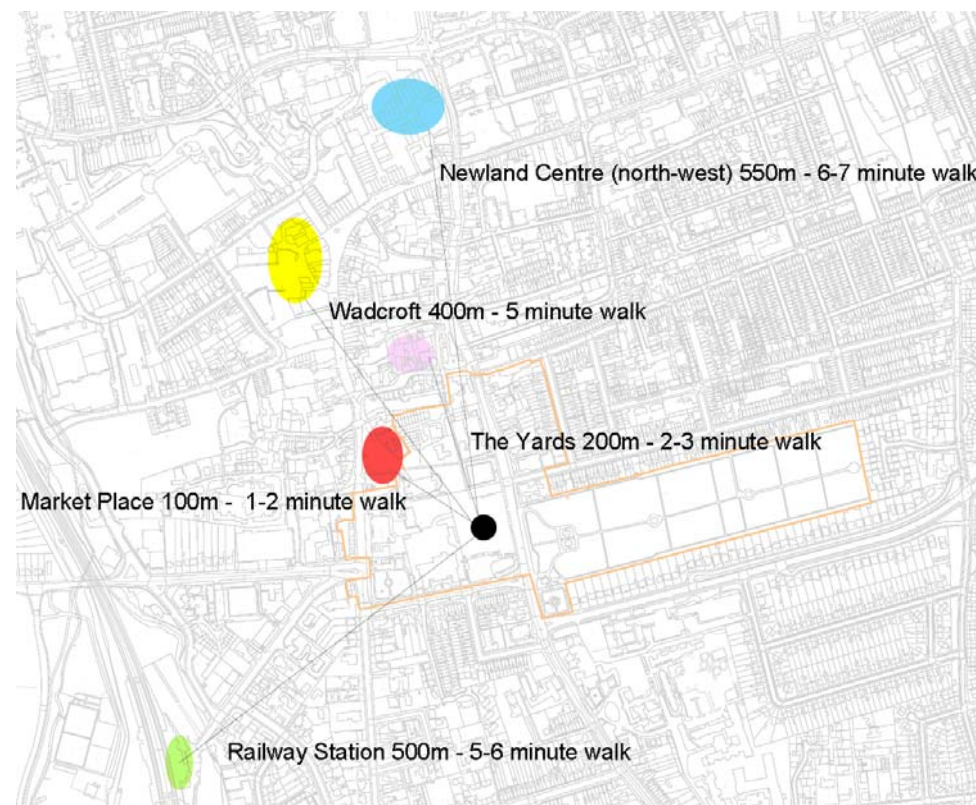 Newland Centre (north-west) 550m - 6-7 minute walk
Wadcroft 400m - 5 minute walk
The Yards 200m - 2-3 minute walk
Market Place 100m - 1-2 minute walk
Railway Station 500m - 5-6 minute walk